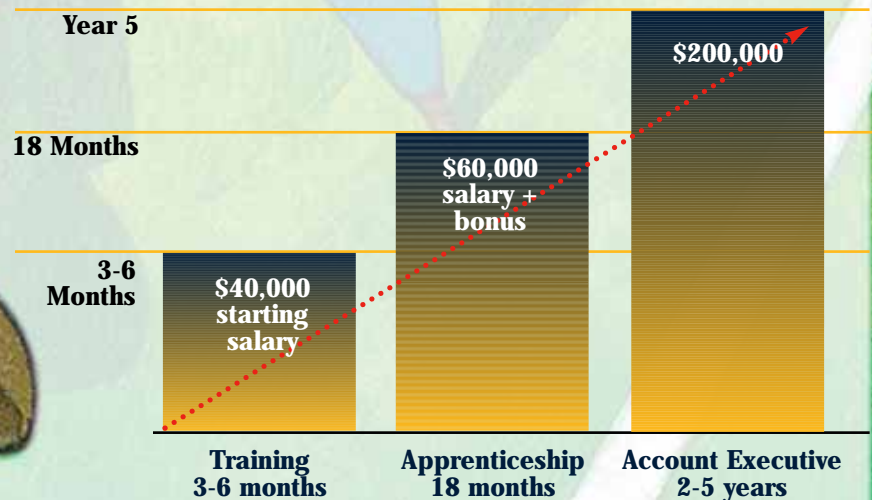 Year 5
18 Months
3-6
Months
$40,000
starting
salary
$60,000
salary +
bonus
$200,000
Training
3-6 months
Apprenticeship
18 months
Account Executive
2-5 years